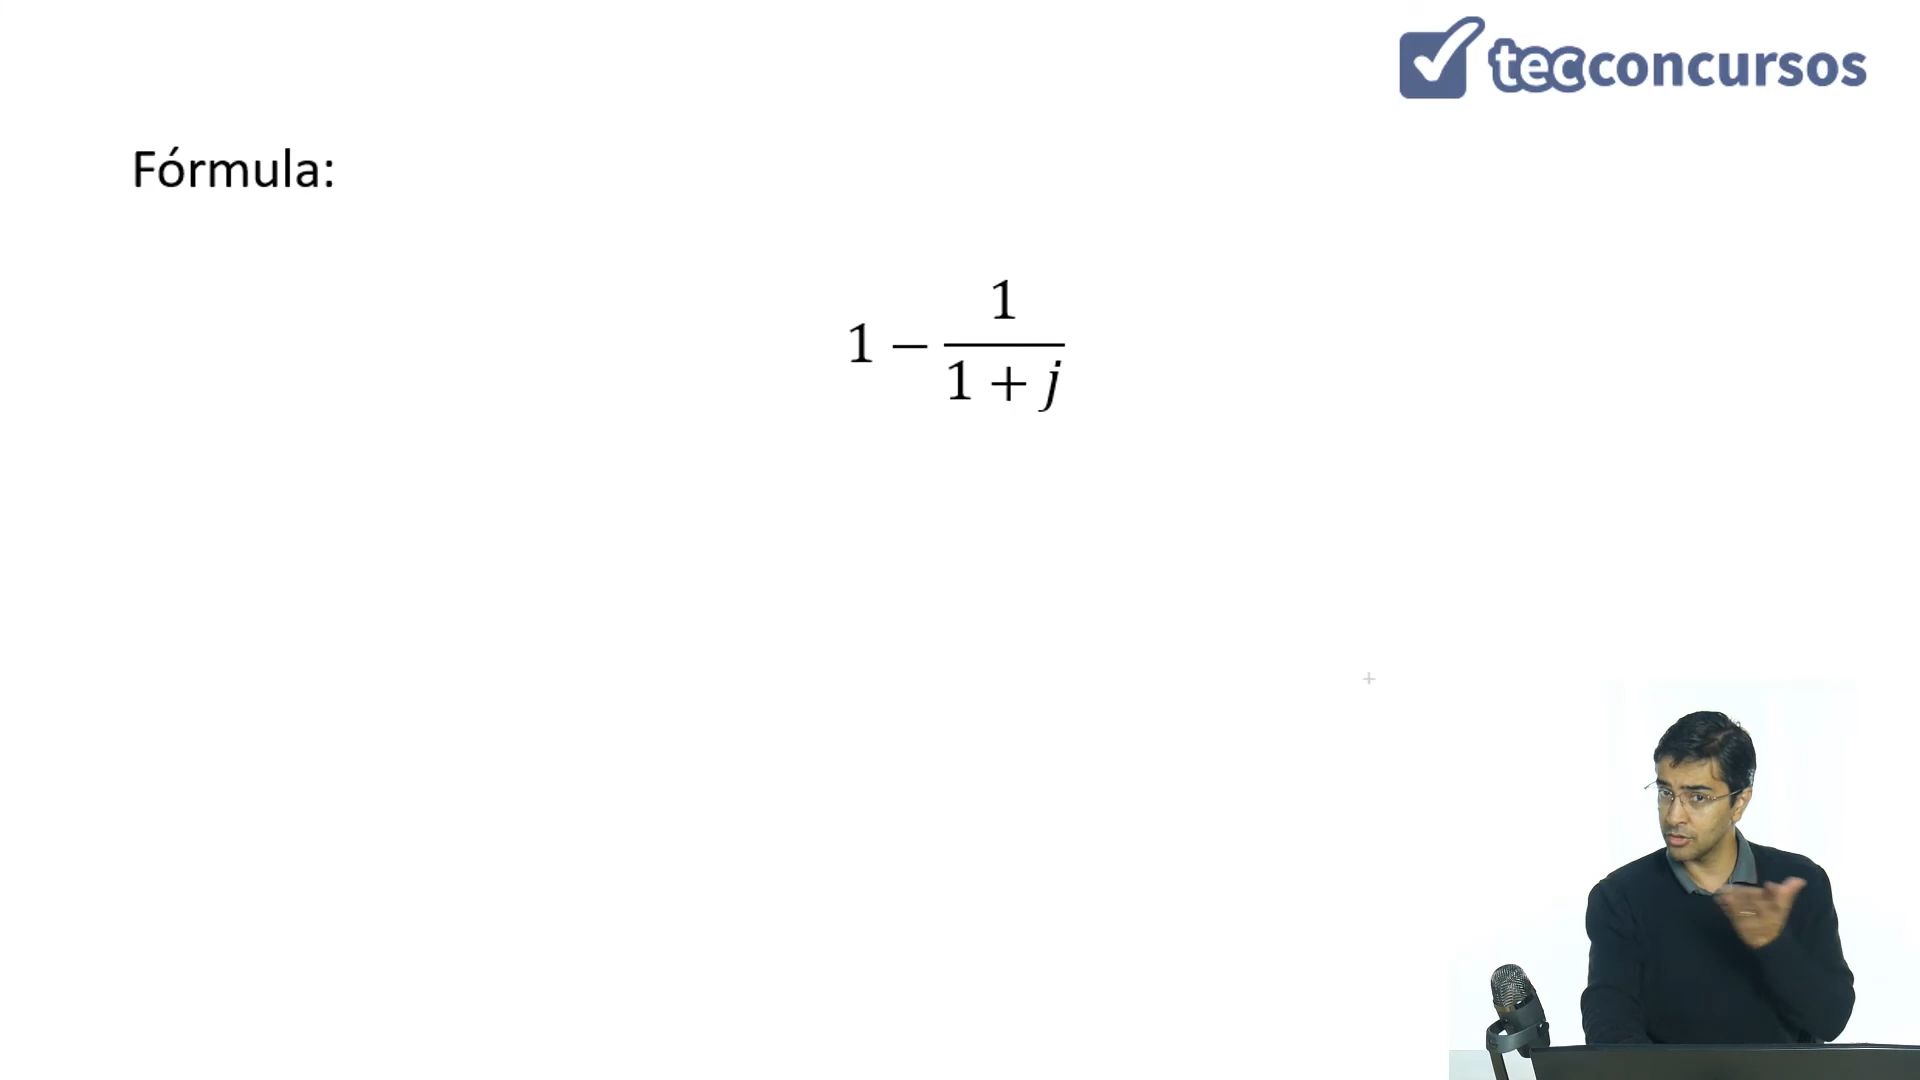 tecconcursos
Fórmula:
1 − 1/(1 + j)